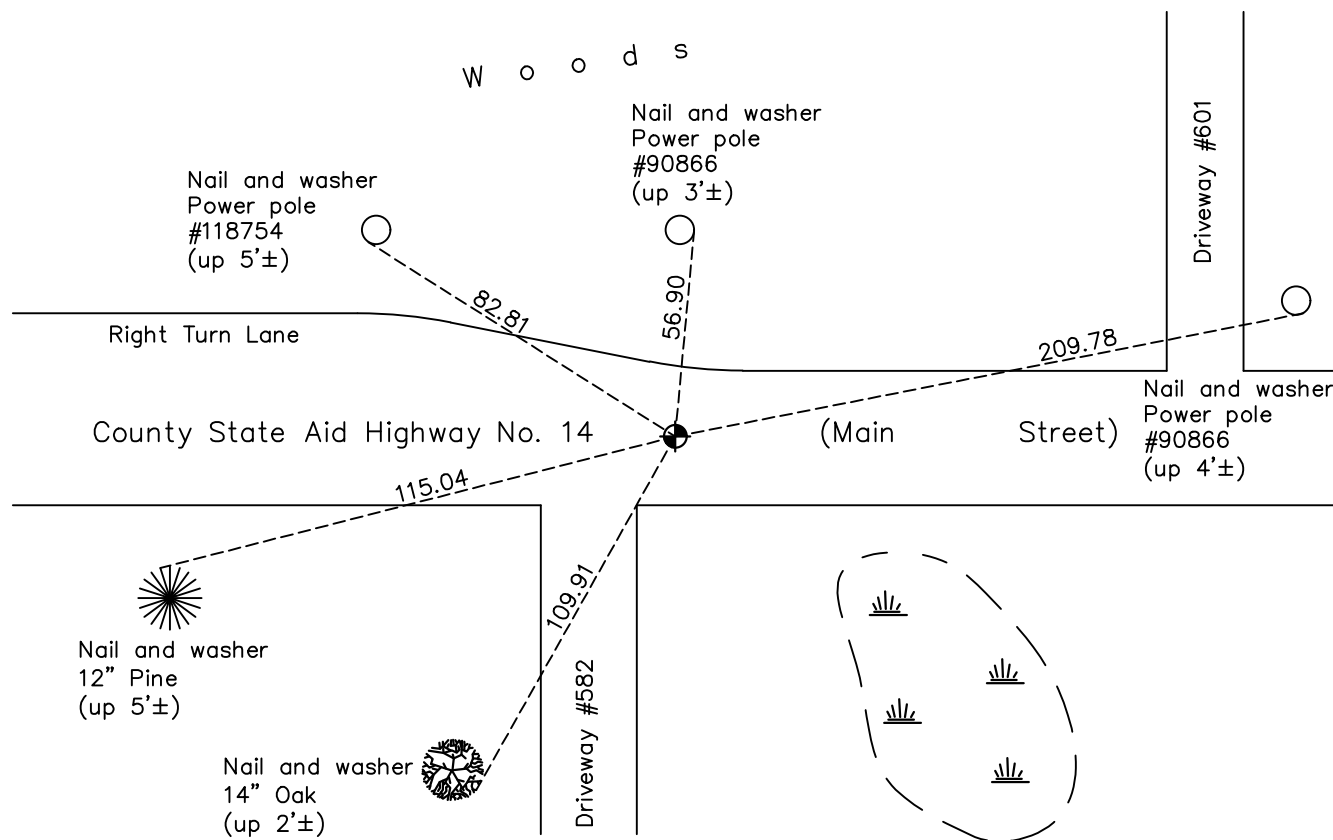 Woods
Nail and washer
Power pole
#90866
(up 3'±)
Driveway #601
Nail and washer
Power pole
#118754
(up 5'±)
82.81
56.90
209.78
Right Turn Lane
County State Aid Highway No. 14
(Main Street)
Nail and washer
Power pole
#90866
(up 4'±)
115.04
109.91
Nail and washer
12" Pine
(up 5'±)
Driveway #582
Nail and washer
14" Oak
(up 2'±)